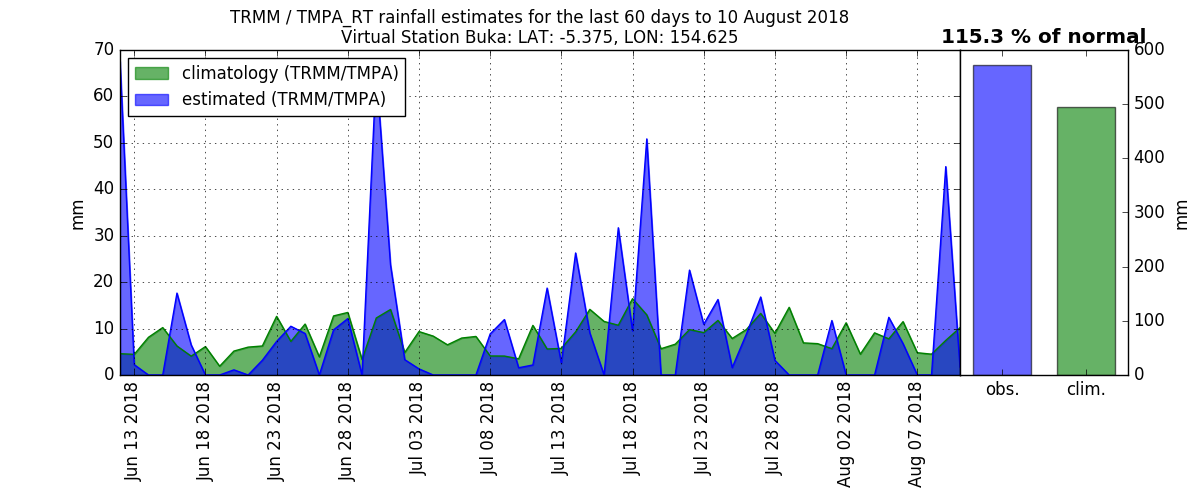 TRMM / TMPA_RT rainfall estimates for the last 60 days to 10 August 2018
Virtual Station Buka: LAT: -5.375, LON: 154.625
115.3 % of normal
climatology (TRMM/TMPA)
estimated (TRMM/TMPA)
70
60
50
40
30
20
10
0
mm
600
500
400
300
200
100
0
mm
obs.
clim.
Jun 13 2018
Jun 18 2018
Jun 23 2018
Jun 28 2018
Jul 03 2018
Jul 08 2018
Jul 13 2018
Jul 18 2018
Jul 23 2018
Jul 28 2018
Aug 02 2018
Aug 07 2018